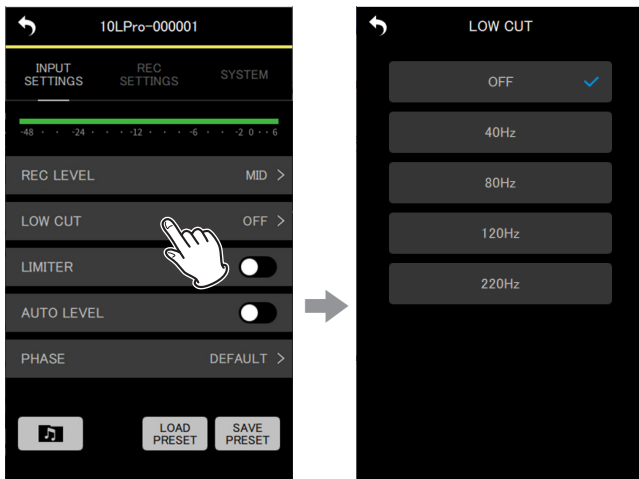 10LPro-000001
INPUT
SETTINGS
REC
SETTINGS
SYSTEM
-48 · · -24 · · · -12 · · · -6 · · -2 0 · · 6
REC LEVEL MID >
LOW CUT OFF >
LIMITER
AUTO LEVEL
PHASE DEFAULT >
LOAD
PRESET
SAVE
PRESET
LOW CUT
OFF
40Hz
80Hz
120Hz
220Hz